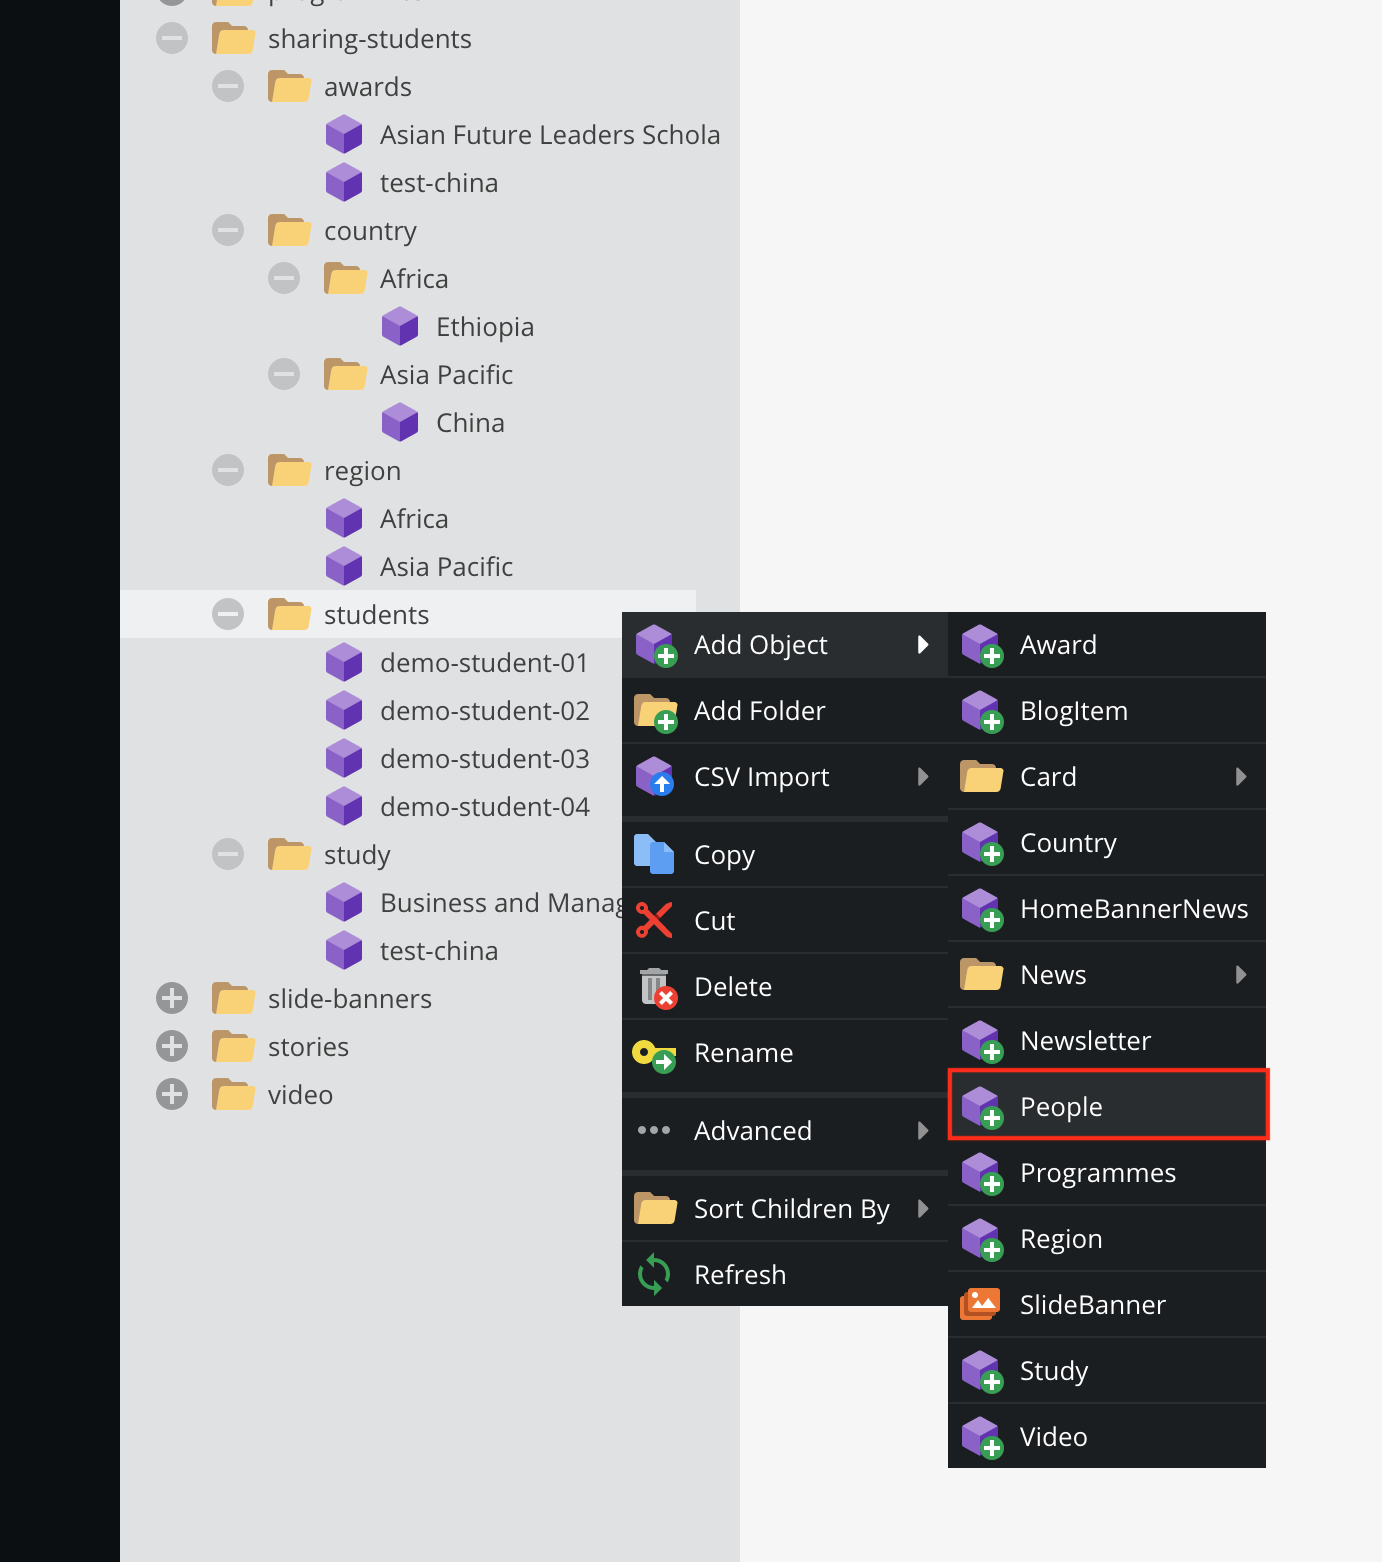 sharing-students
awards
Asian Future Leaders Schola
test-china
country
Africa
Ethiopia
Asia Pacific
China
region
Africa
Asia Pacific
students
demo-student-01
demo-student-02
demo-student-03
demo-student-04
study
Business and Manag
test-china
slide-banners
stories
video
Add Object
Add Folder
CSV Import
Copy
Cut
Delete
Rename
Advanced
Sort Children By
Refresh
Award
BlogItem
Card
Country
HomeBannerNews
News
Newsletter
People
Programmes
Region
SlideBanner
Study
Video